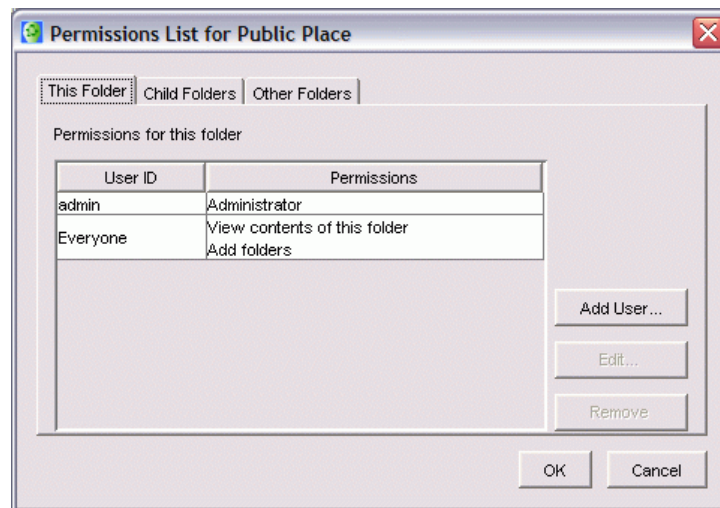 Permissions List for Public Place
This Folder Child Folders Other Folders
Permissions for this folder
User ID Permissions
admin Administrator
Everyone View contents of this folder
Add folders
Add User...
Edit...
Remove
OK Cancel